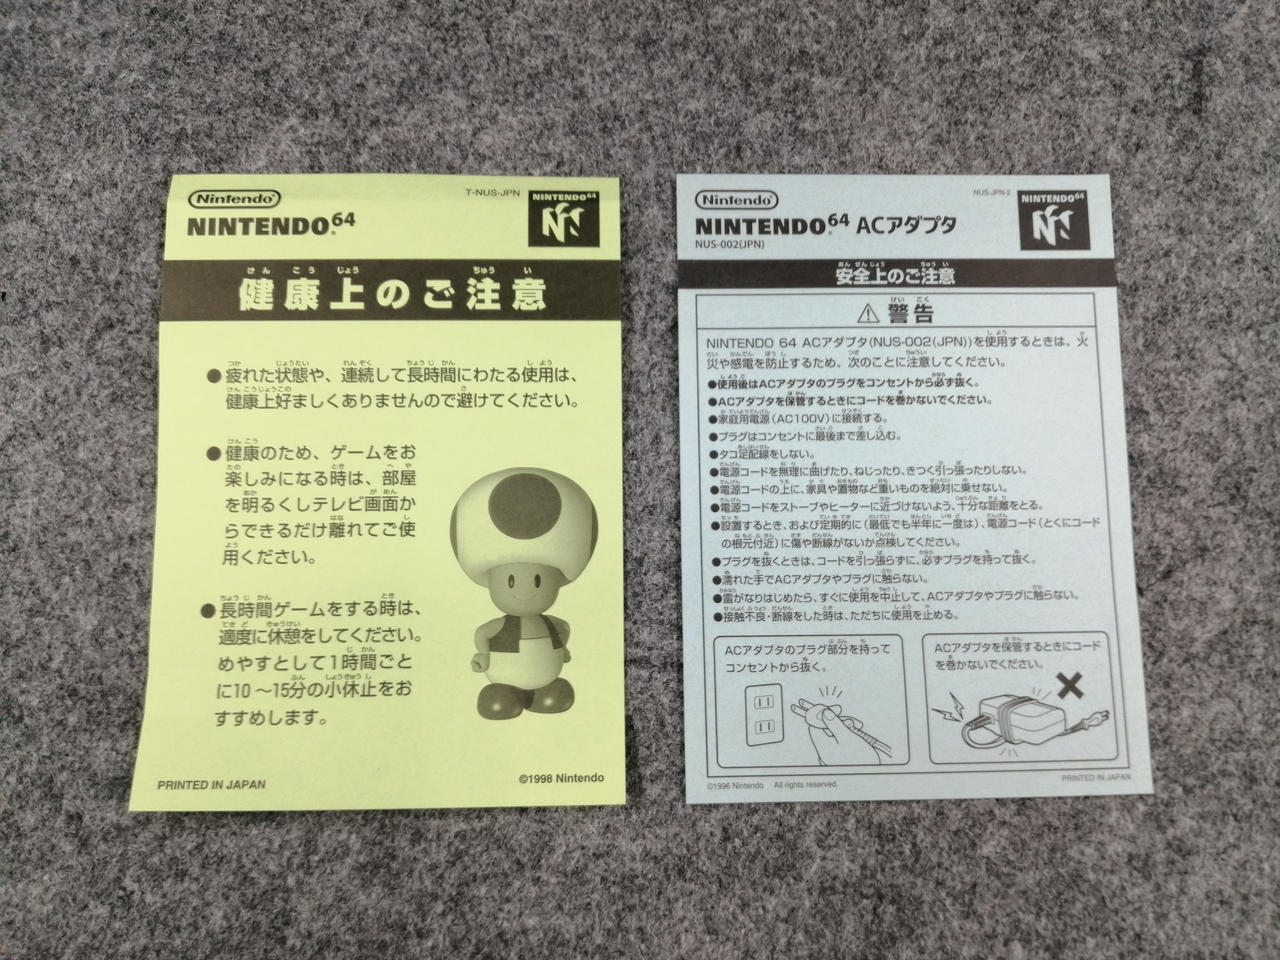 Nintendo
T-NUS-JPN
NINTENDO64
NINTENDO64
健康上のご注意
けんこうじょうちゅうい
●疲れた状態や、連続して長時間にわたる使用は、
健康上好ましくありませんので避けてください。
●健康のため、ゲームをお
楽しみになる時は、部屋
を明るくしテレビ画面か
らできるだけ離れてご使
用ください。
●長時間ゲームをする時は、
適度に休憩をしてください。
めやすとして1時間ごと
に10～15分の小休止をお
すすめします。
PRINTED IN JAPAN
©1998 Nintendo
Nintendo
NUS-JPN-2
NINTENDO64 ACアダプタ
NUS-002(JPN)
NINTENDO64
あんぜんじょうちゅうい
安全上のご注意
けいこく
警告
NINTENDO 64 ACアダプタ(NUS-002(JPN))を使用するときは、火
災や感電を防止するため、次のことに注意してください。
●使用後はACアダプタのプラグをコンセントから必ず抜く。
●ACアダプタを保管するときにコードを巻かないでください。
●家庭用電源(AC100V)に接続する。
●プラグはコンセントに最後まで差し込む。
●タコ足配線をしない。
●電源コードを無理に曲げたり、ねじったり、きつく引っ張ったりしない。
●電源コードの上に、家具や置物など重いものを絶対に乗せない。
●電源コードをストーブやヒーターに近づけないよう、十分な距離をとる。
●設置するとき、および定期的に(最低でも半年に一度は)、電源コード(とくにコード
の根元付近)に傷や断線がないか点検してください。
●プラグを抜くときは、コードを引っ張らずに、必ずプラグを持って抜く。
●濡れた手でACアダプタやプラグに触らない。
●雷がなりはじめたら、すぐに使用を中止して、ACアダプタやプラグに触らない。
●接触不良・断線をした時は、ただちに使用を止める。
ACアダプタのプラグ部分を持って
コンセントから抜く。
ACアダプタを保管するときにコード
を巻かないでください。
©1996 Nintendo All rights reserved.
PRINTED IN JAPAN